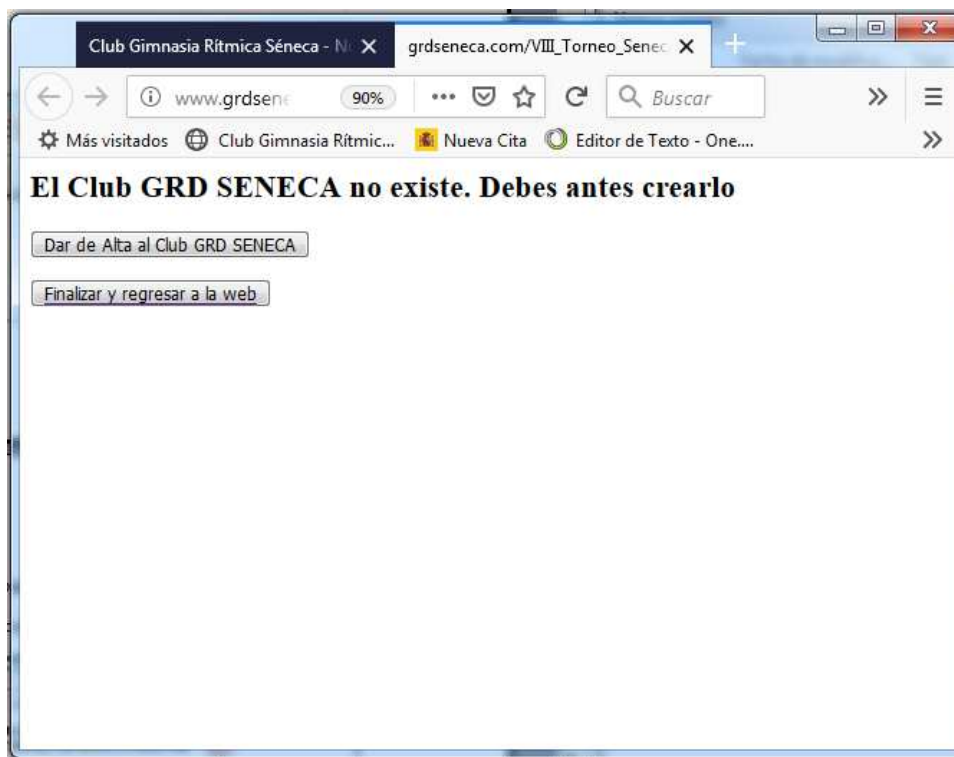 Club Gimnasia Rítmica Séneca - N
grdseneca.com/VIII_Torneo_Senec
www.grdsene
90%
Buscar
Más visitados
Club Gimnasia Rítmic...
Nueva Cita
Editor de Texto - One....
El Club GRD SENECA no existe. Debes antes crearlo
Dar de Alta al Club GRD SENECA
Finalizar y regresar a la web